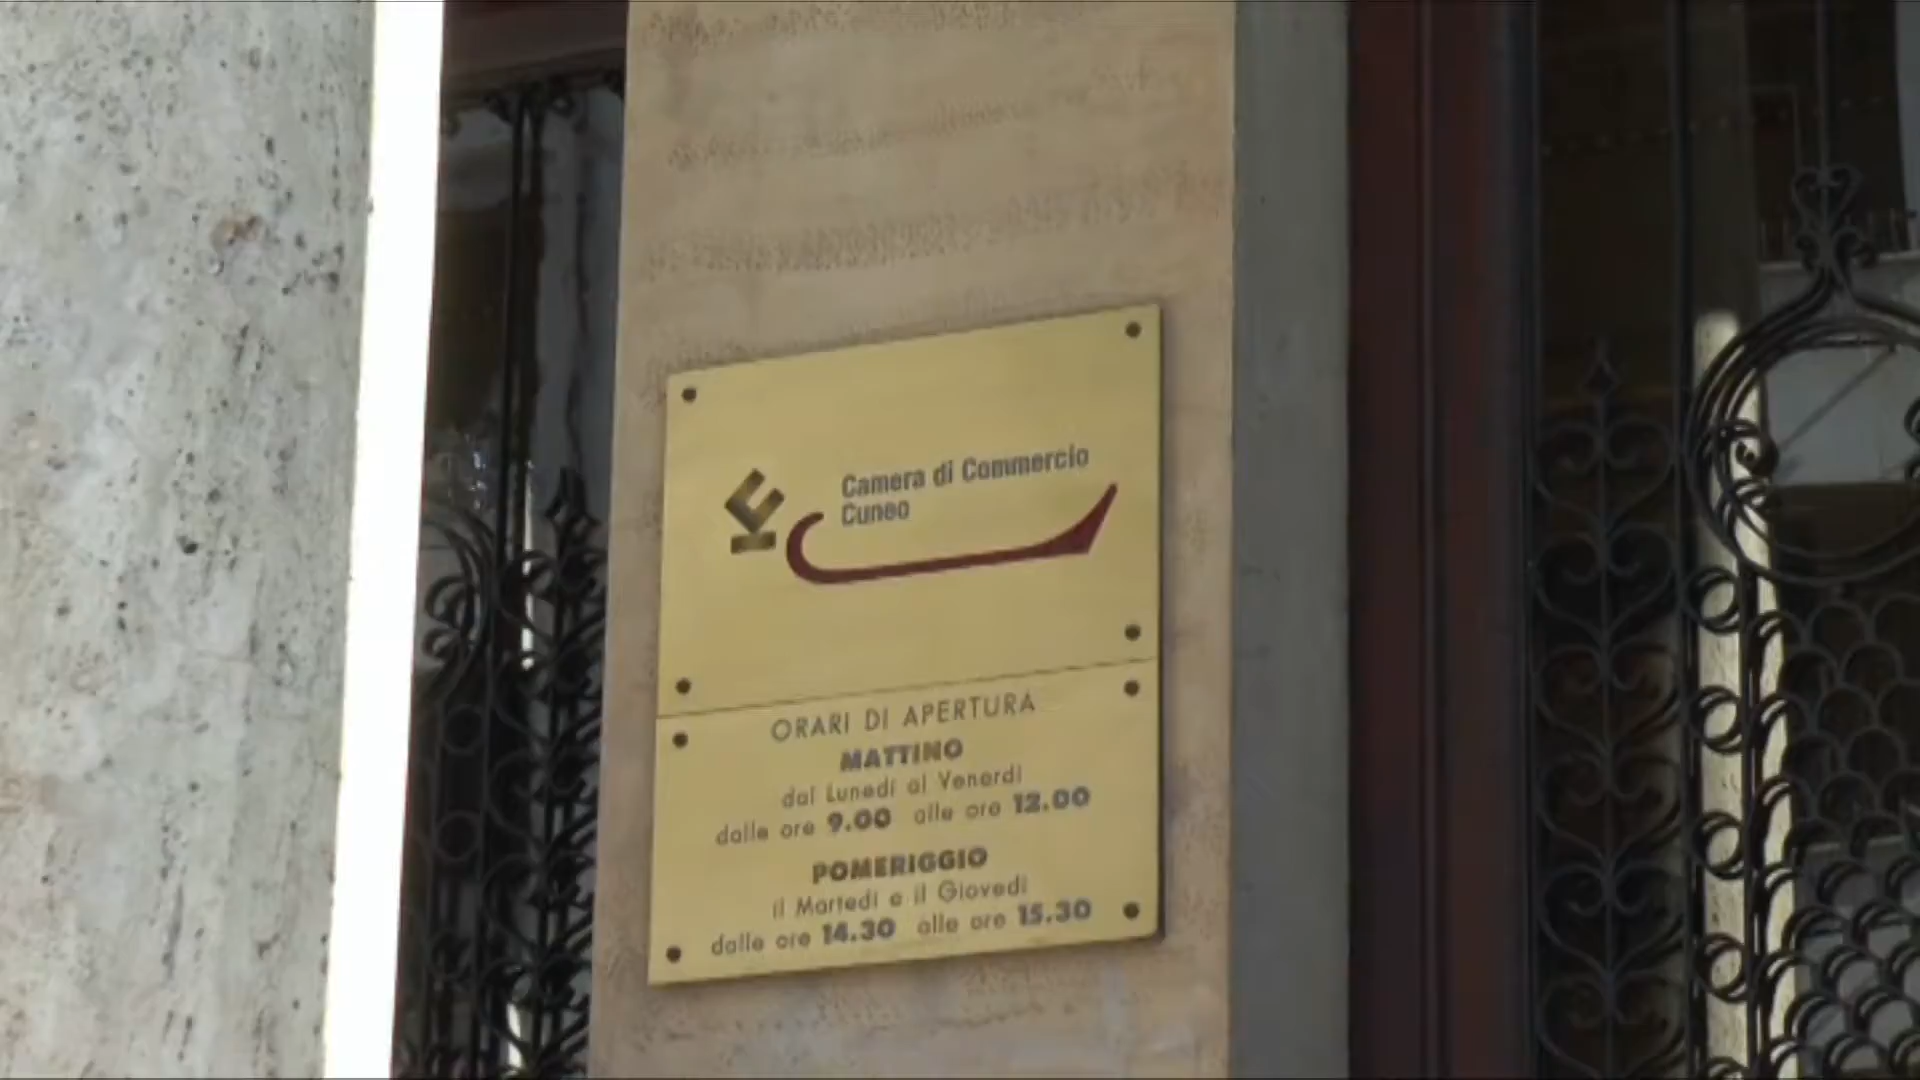 Camera di Commercio
Cuneo
ORARI DI APERTURA
MATTINO
dal Lunedì al Venerdì
dalle ore 9.00 alle ore 12.00
POMERIGGIO
il Martedì e il Giovedì
dalle ore 14.30 alle ore 15.30